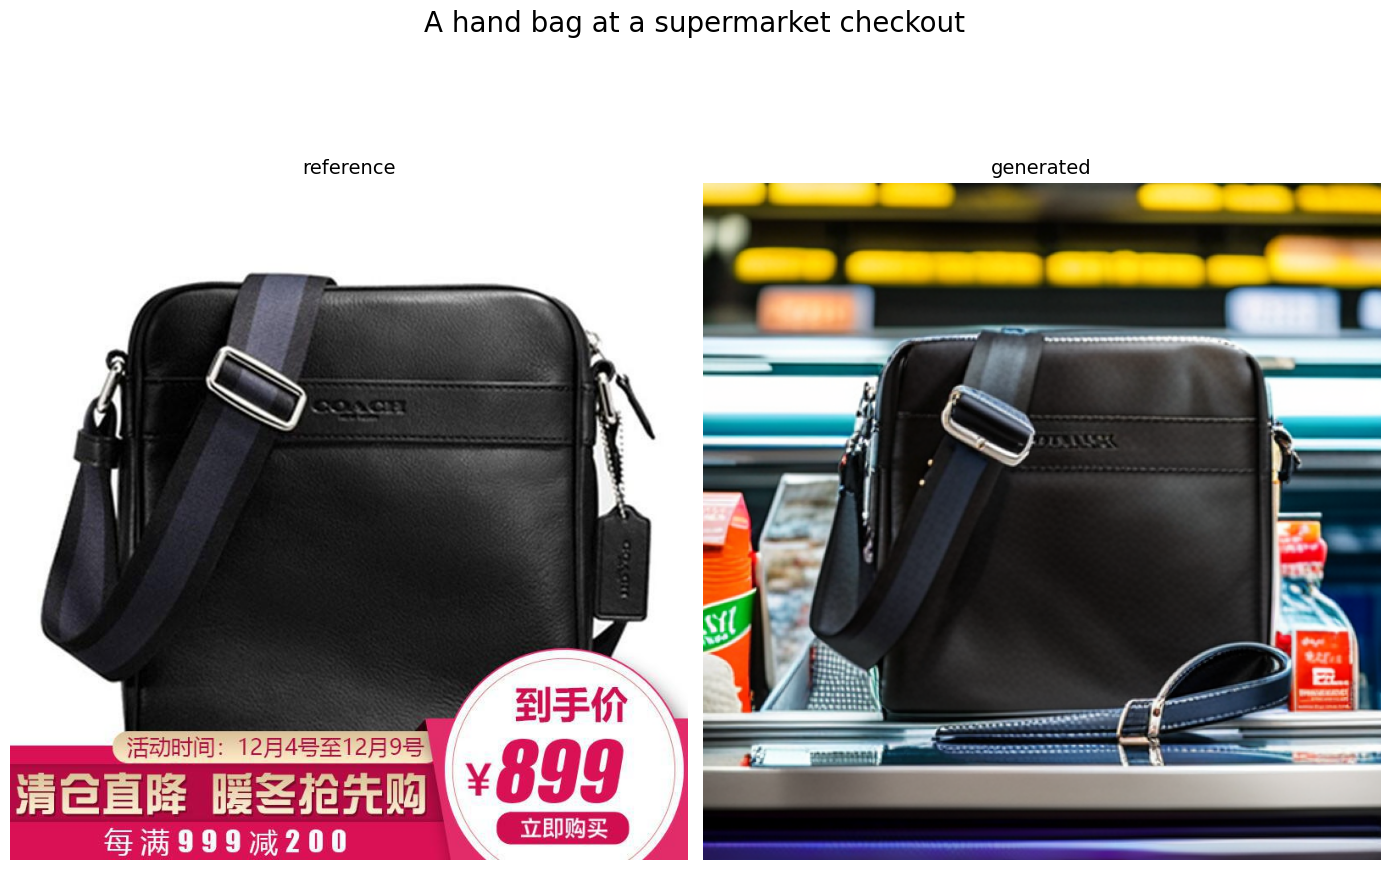 A hand bag at a supermarket checkout
reference
generated
COACH
COACH
到手价
¥899
立即购买
活动时间：12月4号至12月9号
清仓直降 暖冬抢先购
每满999减200